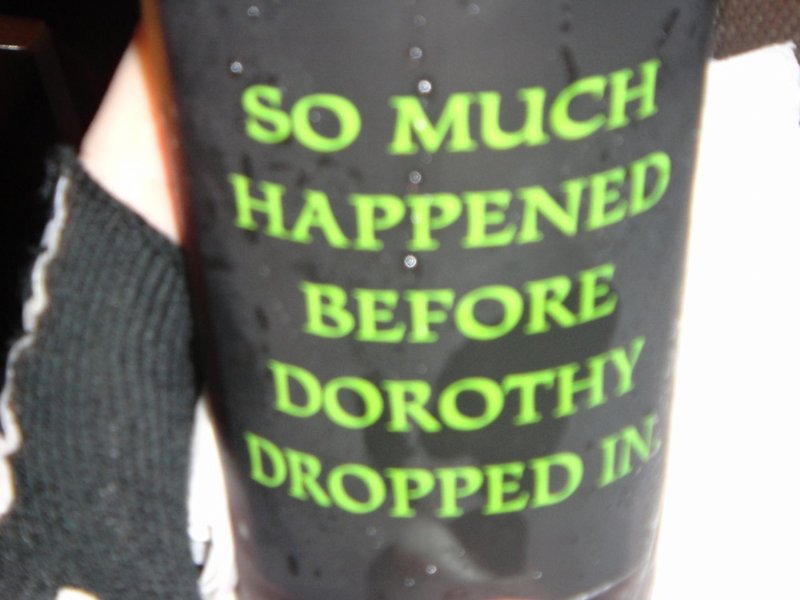 SO MUCH
HAPPENED
BEFORE
DOROTHY
DROPPED IN.